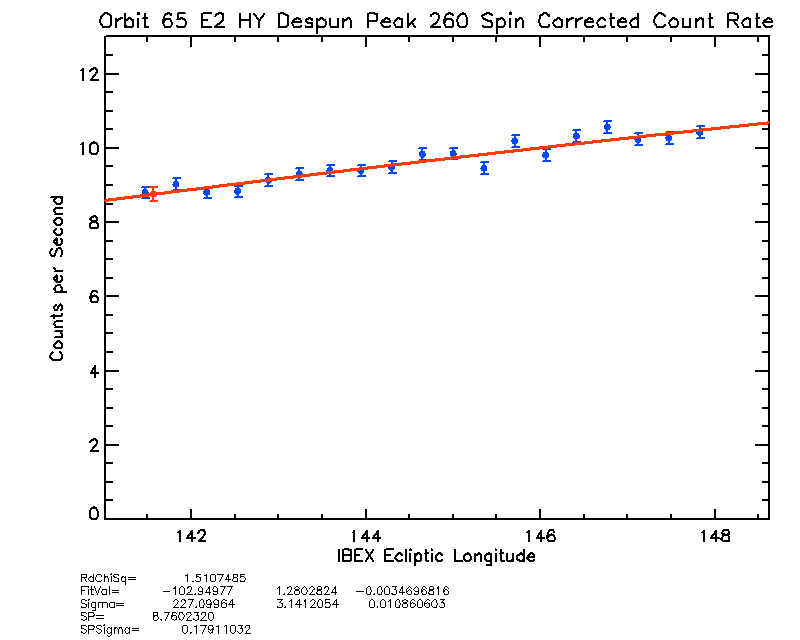 Orbit 65 E2 HY Despun Peak 260 Spin Corrected Count Rate
12
10
8
6
4
2
0
Counts per Second
142 144 146 148
IBEX Ecliptic Longitude
RdChiSq= 1.5107485
FitVal= -102.94977 1.2802824 -0.0034696816
Sigma= 227.09964 3.1412054 0.010860603
SP= 8.7602320
SPSigma= 0.17911032